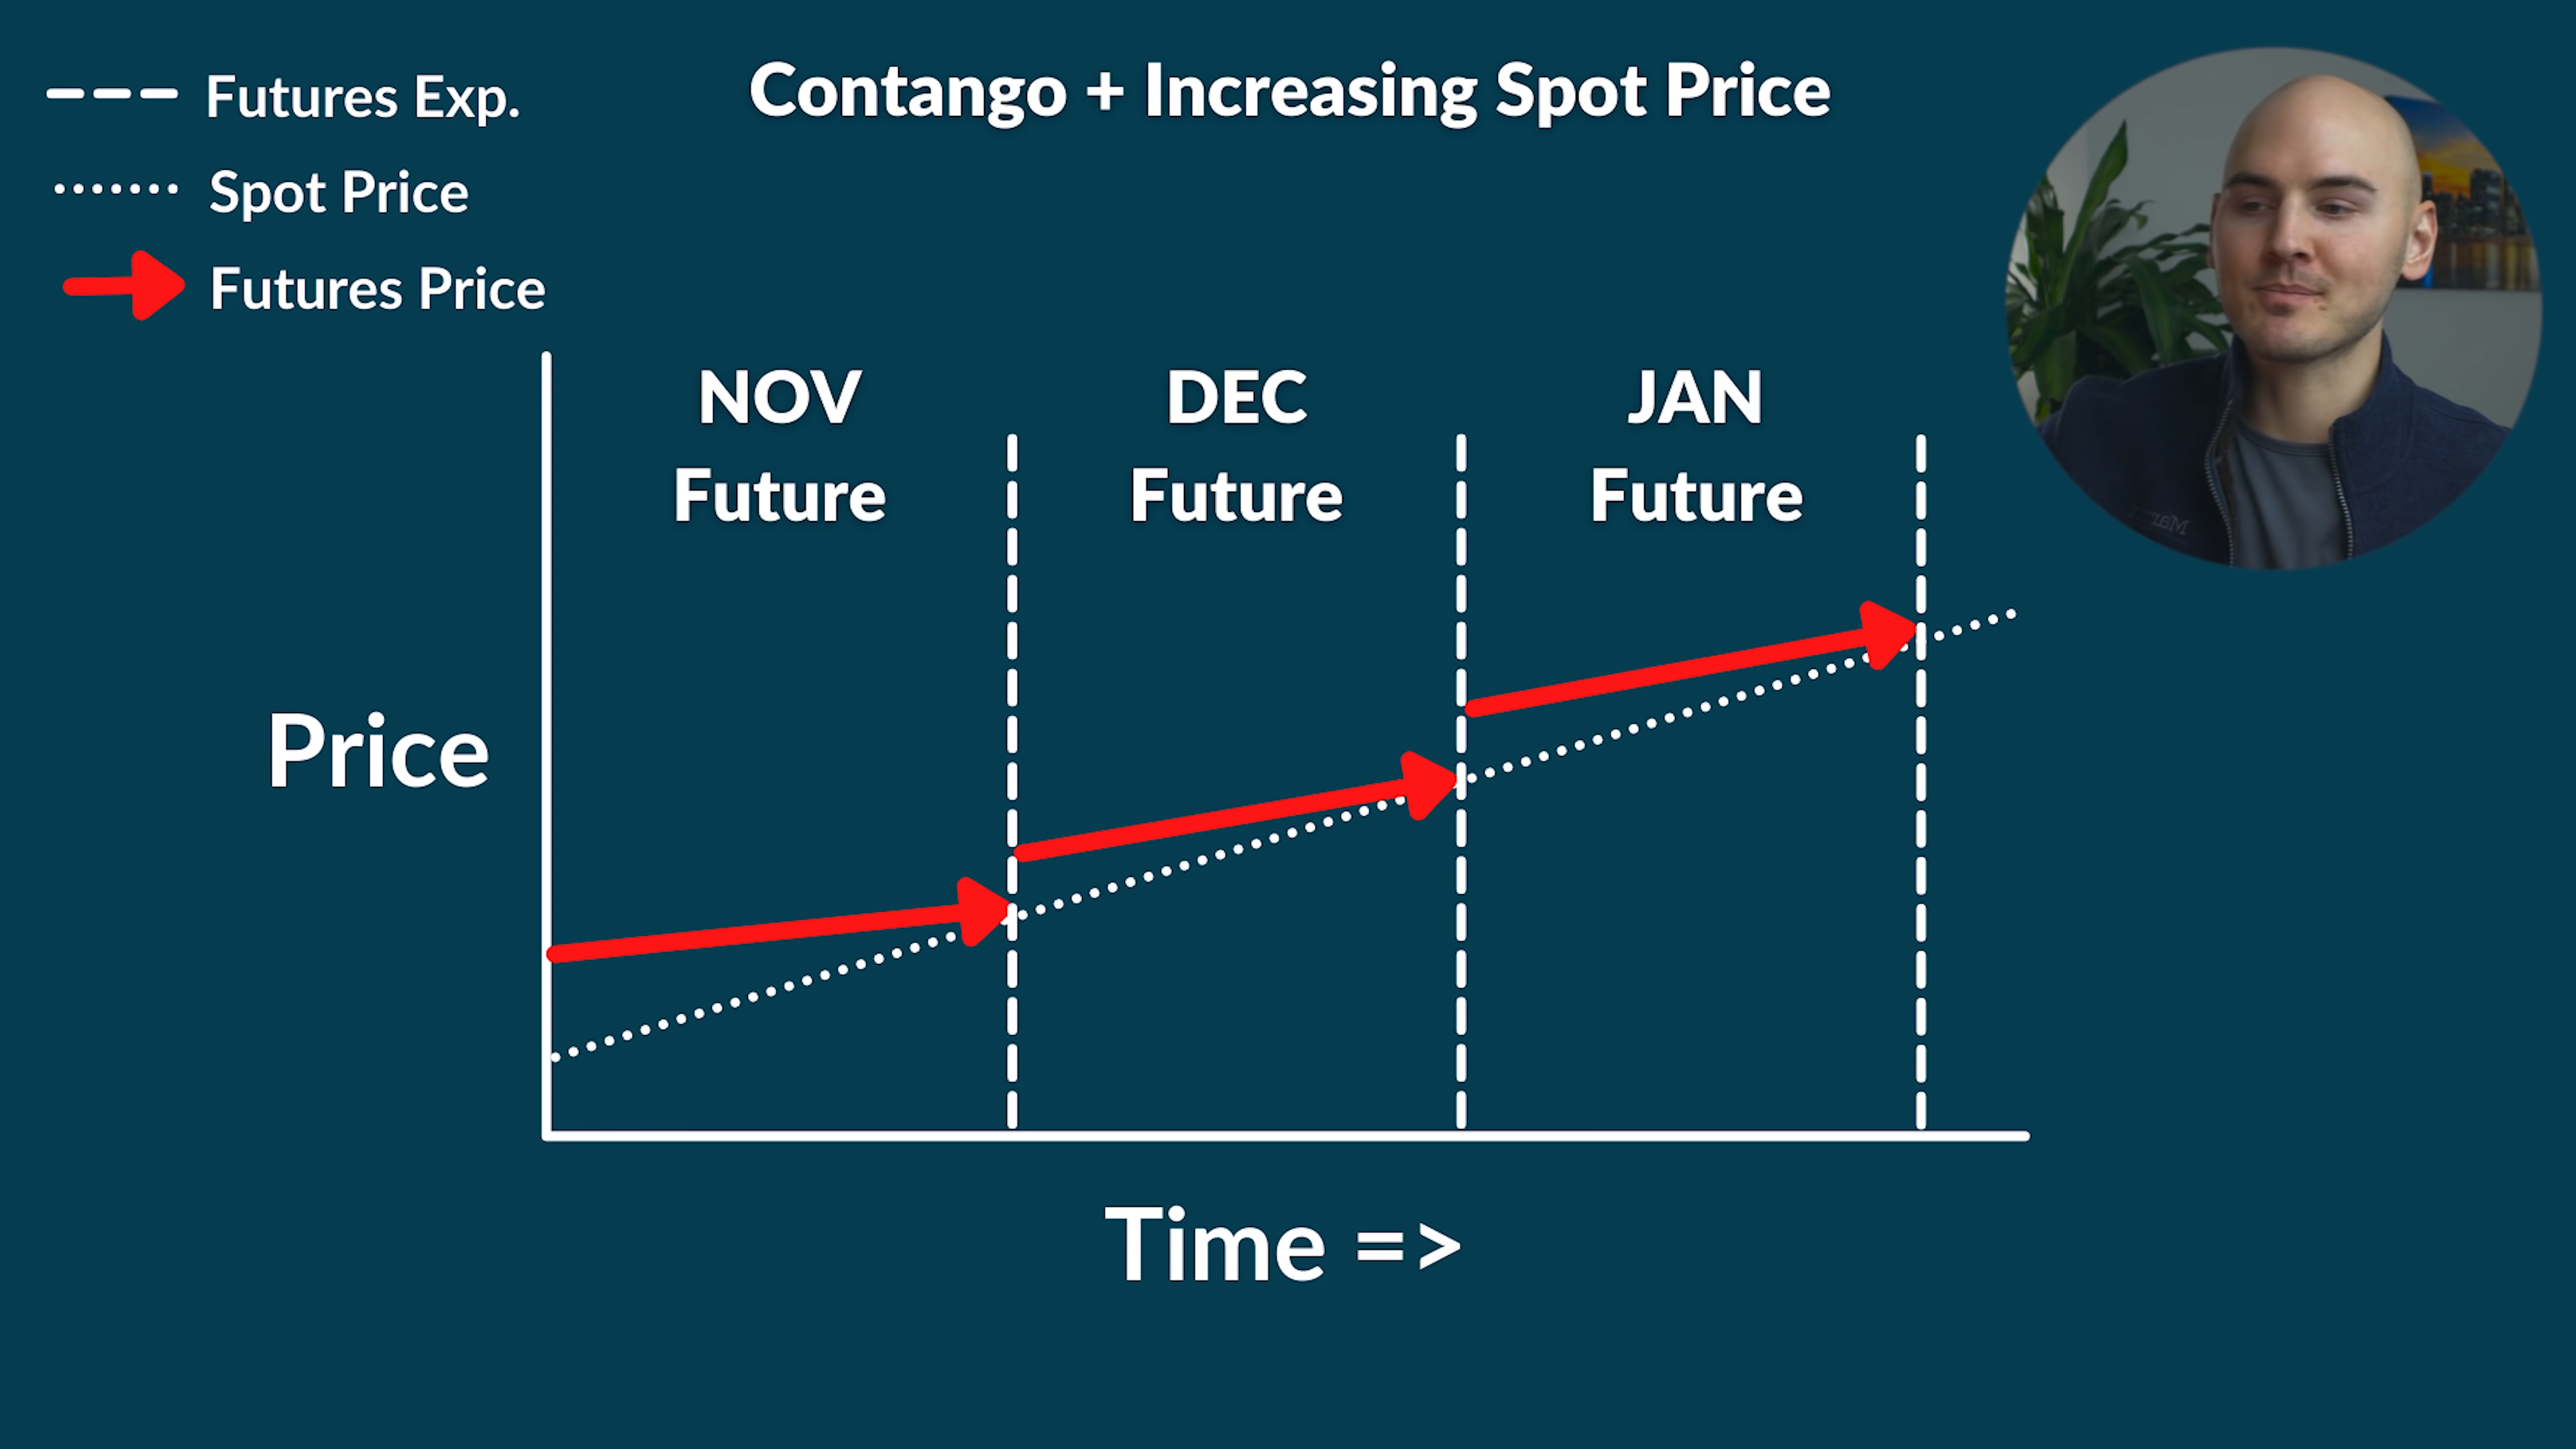 Contango + Increasing Spot Price
Futures Exp.
Spot Price
Futures Price
NOV
Future
DEC
Future
JAN
Future
Price
Time =>